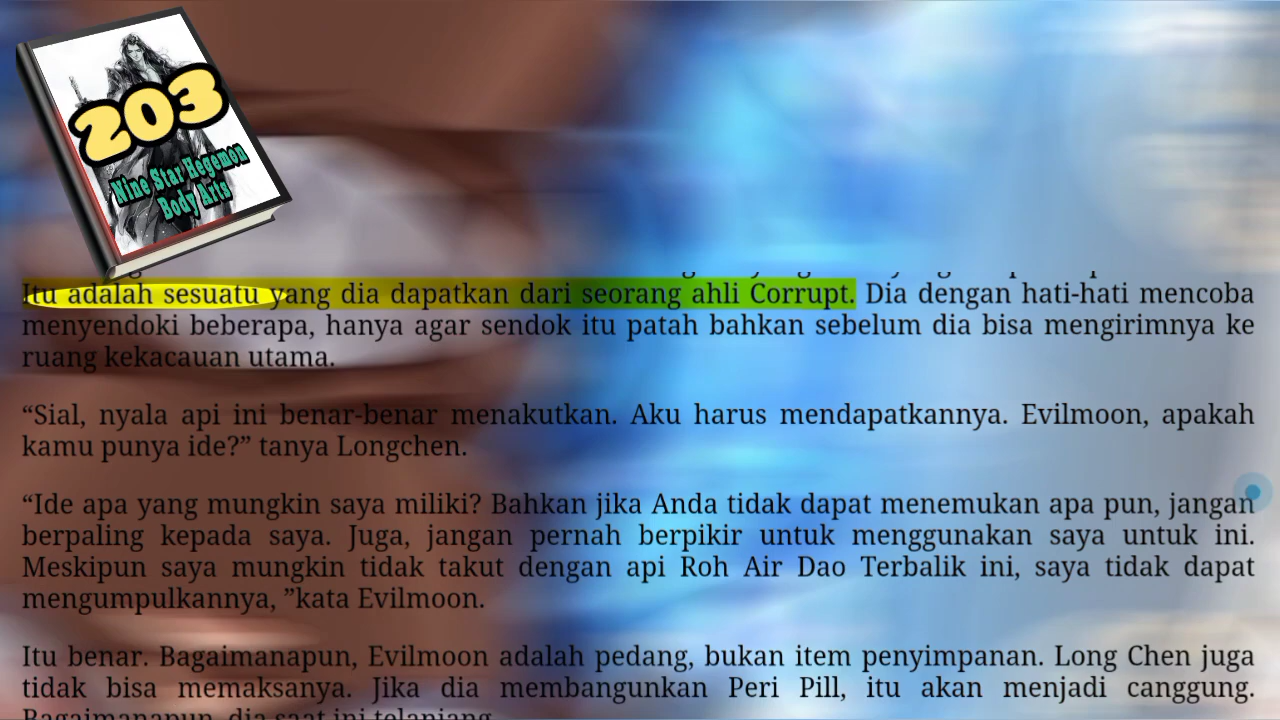 203
Nine Star Hegemon
Body Arts
Itu adalah sesuatu yang dia dapatkan dari seorang ahli Corrupt. Dia dengan hati-hati mencoba
menyendoki beberapa, hanya agar sendok itu patah bahkan sebelum dia bisa mengirimnya ke
ruang kekacauan utama.
“Sial, nyala api ini benar-benar menakutkan. Aku harus mendapatkannya. Evilmoon, apakah
kamu punya ide?” tanya Longchen.
“Ide apa yang mungkin saya miliki? Bahkan jika Anda tidak dapat menemukan apa pun, jangan
berpaling kepada saya. Juga, jangan pernah berpikir untuk menggunakan saya untuk ini.
Meskipun saya mungkin tidak takut dengan api Roh Air Dao Terbalik ini, saya tidak dapat
mengumpulkannya, ”kata Evilmoon.
Itu benar. Bagaimanapun, Evilmoon adalah pedang, bukan item penyimpanan. Long Chen juga
tidak bisa memaksanya. Jika dia membangunkan Peri Pill, itu akan menjadi canggung.
Bagaimanapun, dia saat ini telanjang.